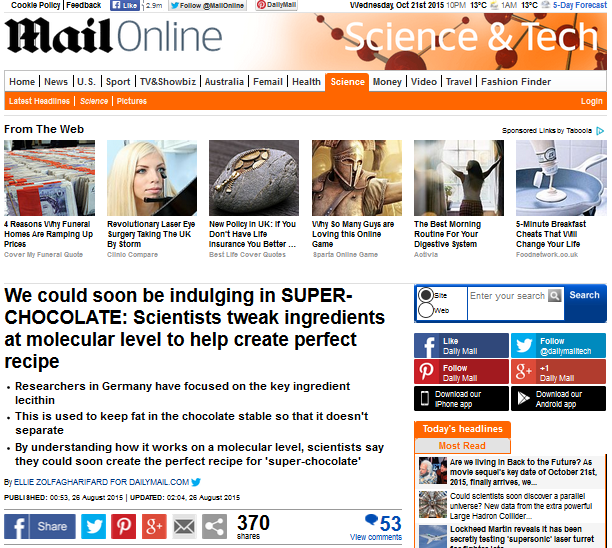 Cookie Policy | Feedback Like 2.9m Follow @MailOnline DailyMail Wednesday, Oct 21st 2015 10PM 13°C 1AM 13°C 5-Day Forecast
Mail Online Science & Tech
Home News U.S. Sport TV&Showbiz Australia Femail Health Science Money Video Travel Fashion Finder
Latest Headlines Science Pictures Login
From The Web Sponsored Links by Taboola
4 Reasons Why Funeral
Homes Are Ramping Up
Prices
Cover My Funeral Quote
Revolutionary Laser Eye
Surgery Taking The UK
By Storm
Clinic Compare
New Policy in UK: If You
Don't Have Life
Insurance You Better ...
Best Life Cover Quotes
Why So Many Guys are
Loving this Online
Game
Sparta Online Game
The Best Morning
Routine For Your
Digestive System
Activia
5-Minute Breakfast
Cheats That Will
Change Your Life
Foodnetwork.co.uk
We could soon be indulging in SUPER-
CHOCOLATE: Scientists tweak ingredients
at molecular level to help create perfect
recipe
• Researchers in Germany have focused on the key ingredient
lecithin
• This is used to keep fat in the chocolate stable so that it doesn't
separate
• By understanding how it works on a molecular level, scientists say
they could soon create the perfect recipe for 'super-chocolate'
By ELLIE ZOLFAGHARIFARD FOR DAILYMAIL.COM
PUBLISHED: 00:53, 26 August 2015 | UPDATED: 02:04, 26 August 2015
Share 370
shares
53
View comments
Site
Web
Enter your search
Search
Like
Daily Mail
Follow
@dailymailtech
Follow
Daily Mail
+1
Daily Mail
Download our
iPhone app
Download our
Android app
Today's headlines
Most Read
Are we living in Back to the Future? As
movie sequel's key date of October 21st,
2015, finally arrives, we...
Could scientists soon discover a parallel
universe? New data from the extra powerful
Large Hadron Collider...
Lockheed Martin reveals it has been
secretly testing 'supersonic' laser turret